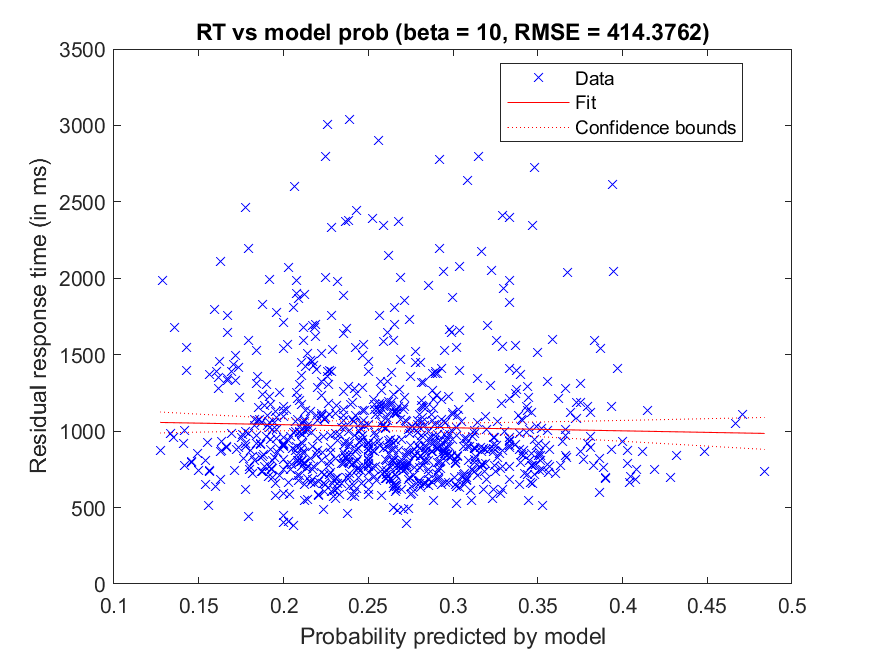 RT vs model prob (beta = 10, RMSE = 414.3762)
3500
3000
2500
2000
1500
1000
500
0
Residual response time (in ms)
Data
Fit
Confidence bounds
0.1 0.15 0.2 0.25 0.3 0.35 0.4 0.45 0.5
Probability predicted by model